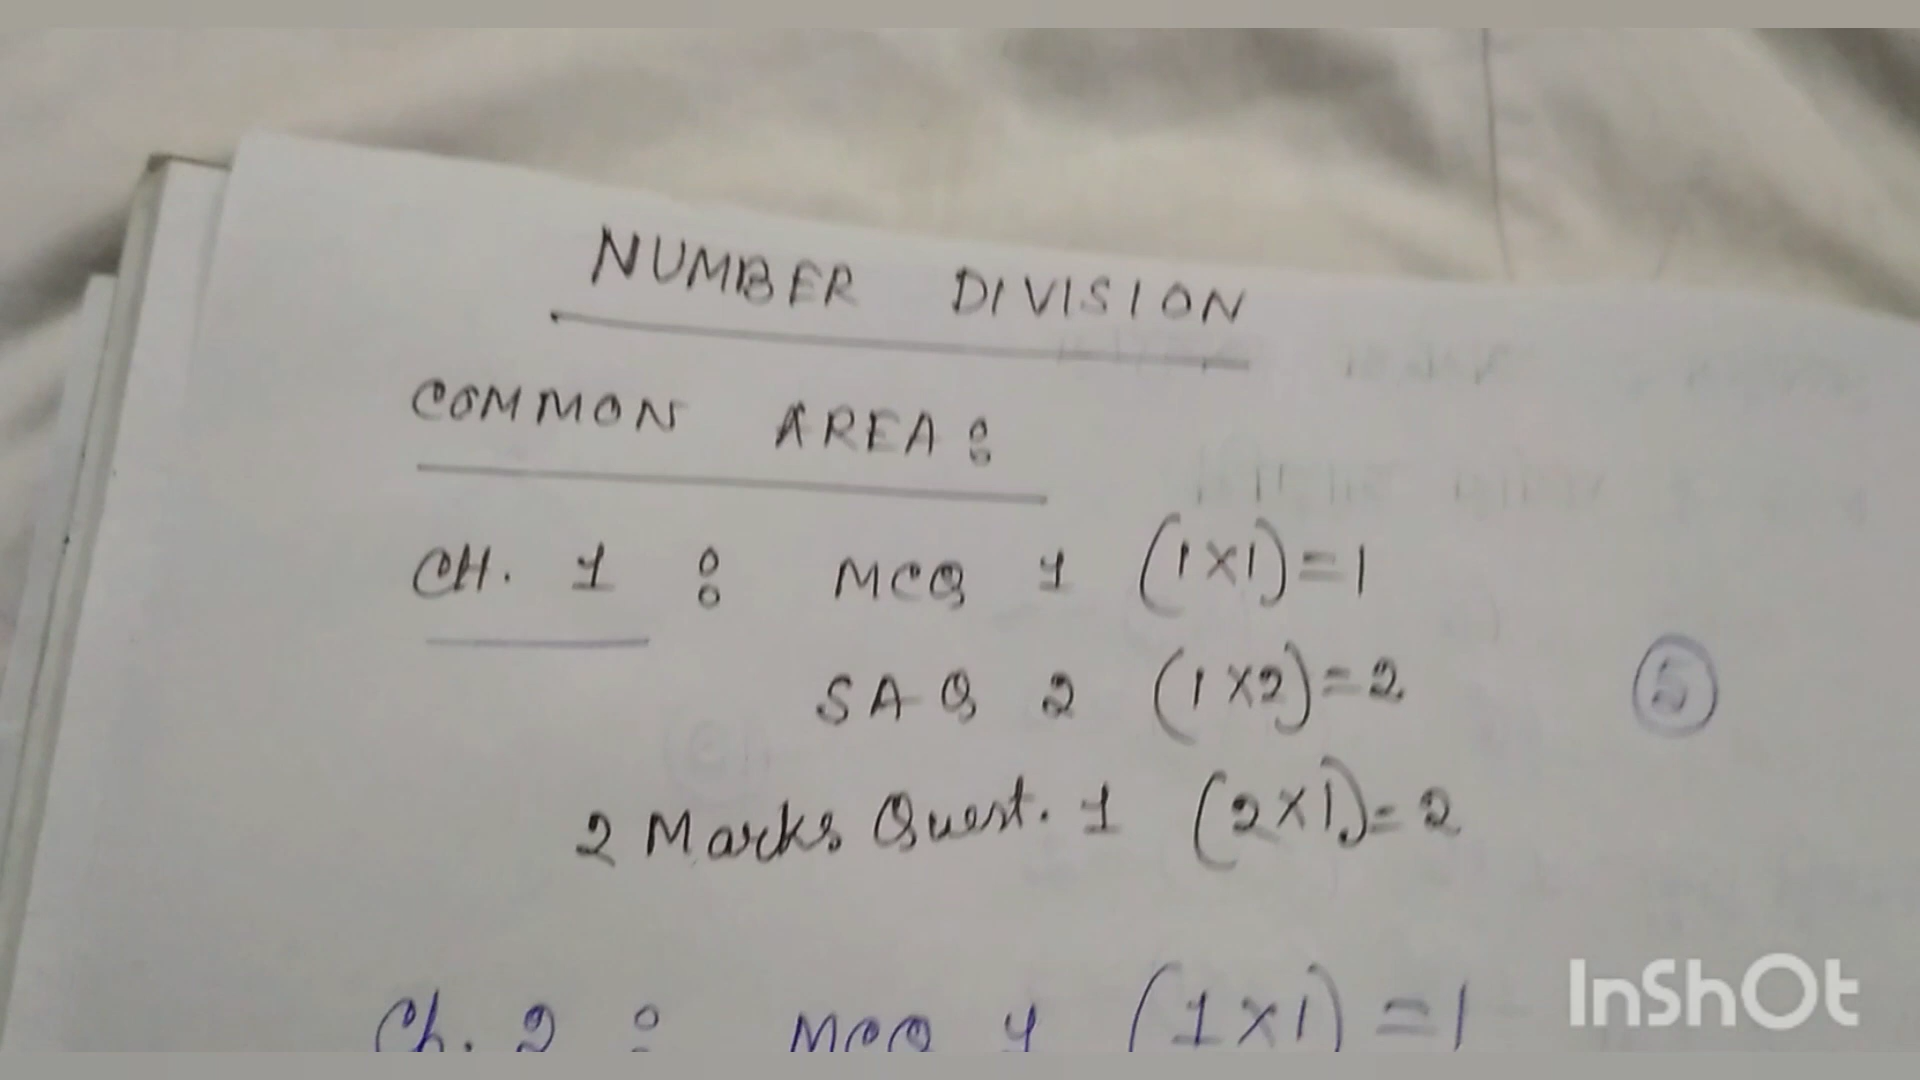 NUMBER DIVISION
COMMON AREA :
CH. 1 : MCQ 1 (1×1)=1
SAQ 2 (1×2)=2
5
2 Marks Quest. 1 (2×1)=2
Ch. 2 : MCQ 1 (1×1)=1
InShOt